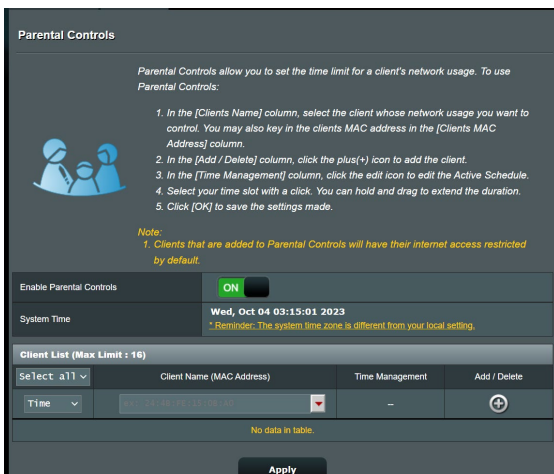 Parental Controls
Parental Controls allow you to set the time limit for a client's network usage. To use
Parental Controls:
1. In the [Clients Name] column, select the client whose network usage you want to
control. You may also key in the clients MAC address in the [Clients MAC
Address] column.
2. In the [Add / Delete] column, click the plus(+) icon to add the client.
3. In the [Time Management] column, click the edit icon to edit the Active Schedule.
4. Select your time slot with a click. You can hold and drag to extend the duration.
5. Click [OK] to save the settings made.
Note:
1. Clients that are added to Parental Controls will have their internet access restricted
by default.
Enable Parental Controls ON
System Time Wed, Oct 04 03:15:01 2023
* Reminder: The system time zone is different from your local setting.
Client List (Max Limit : 16)
Select all Client Name (MAC Address) Time Management Add / Delete
Time –
No data in table.
Apply